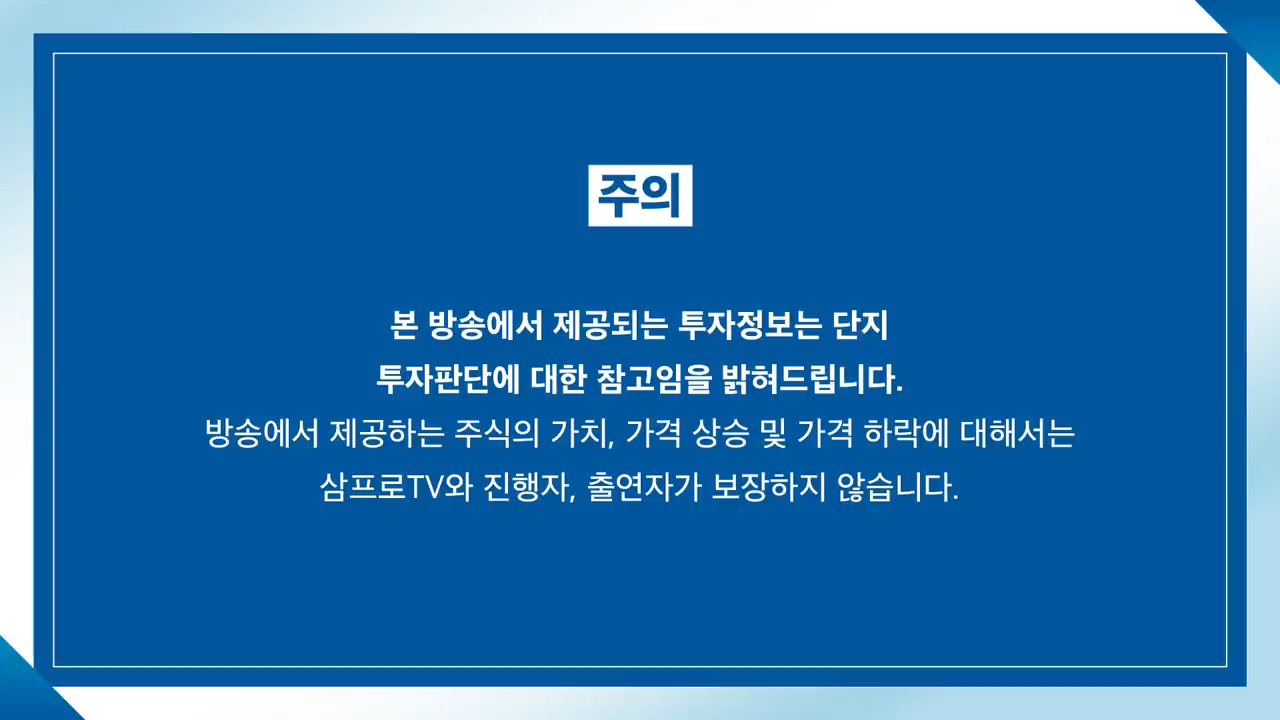 주의
본 방송에서 제공되는 투자정보는 단지
투자판단에 대한 참고임을 밝혀드립니다.
방송에서 제공하는 주식의 가치, 가격 상승 및 가격 하락에 대해서는
삼프로TV와 진행자, 출연자가 보장하지 않습니다.